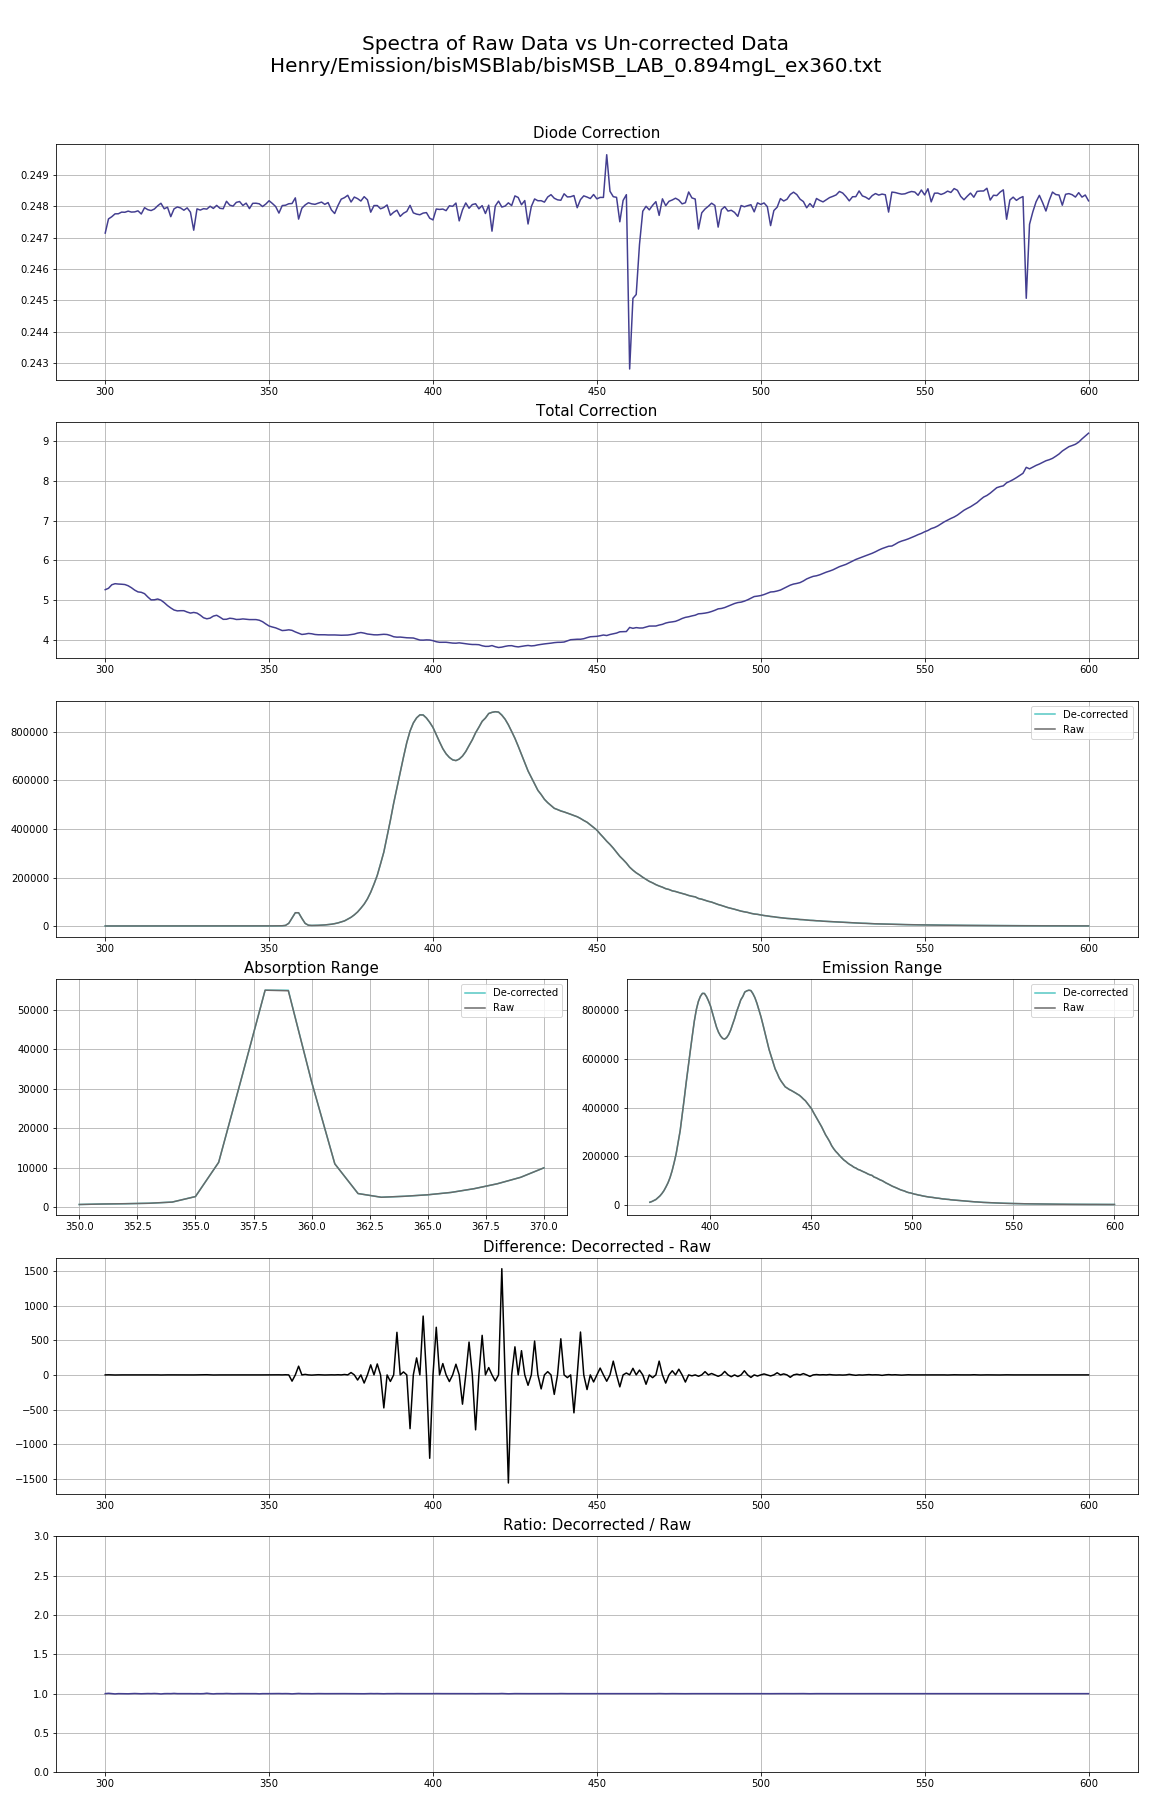 Spectra of Raw Data vs Un-corrected Data
Henry/Emission/bisMSBlab/bisMSB_LAB_0.894mgL_ex360.txt
Diode Correction
0.249
0.248
0.247
0.246
0.245
0.244
0.243
300 350 400 450 500 550 600
Total Correction
9
8
7
6
5
4
300 350 400 450 500 550 600
De-corrected
Raw
800000
600000
400000
200000
0
300 350 400 450 500 550 600
Absorption Range
De-corrected
Raw
50000
40000
30000
20000
10000
0
350.0 352.5 355.0 357.5 360.0 362.5 365.0 367.5 370.0
Emission Range
De-corrected
Raw
800000
600000
400000
200000
0
400 450 500 550 600
Difference: Decorrected - Raw
1500
1000
500
0
−500
−1000
−1500
300 350 400 450 500 550 600
Ratio: Decorrected / Raw
3.0
2.5
2.0
1.5
1.0
0.5
0.0
300 350 400 450 500 550 600